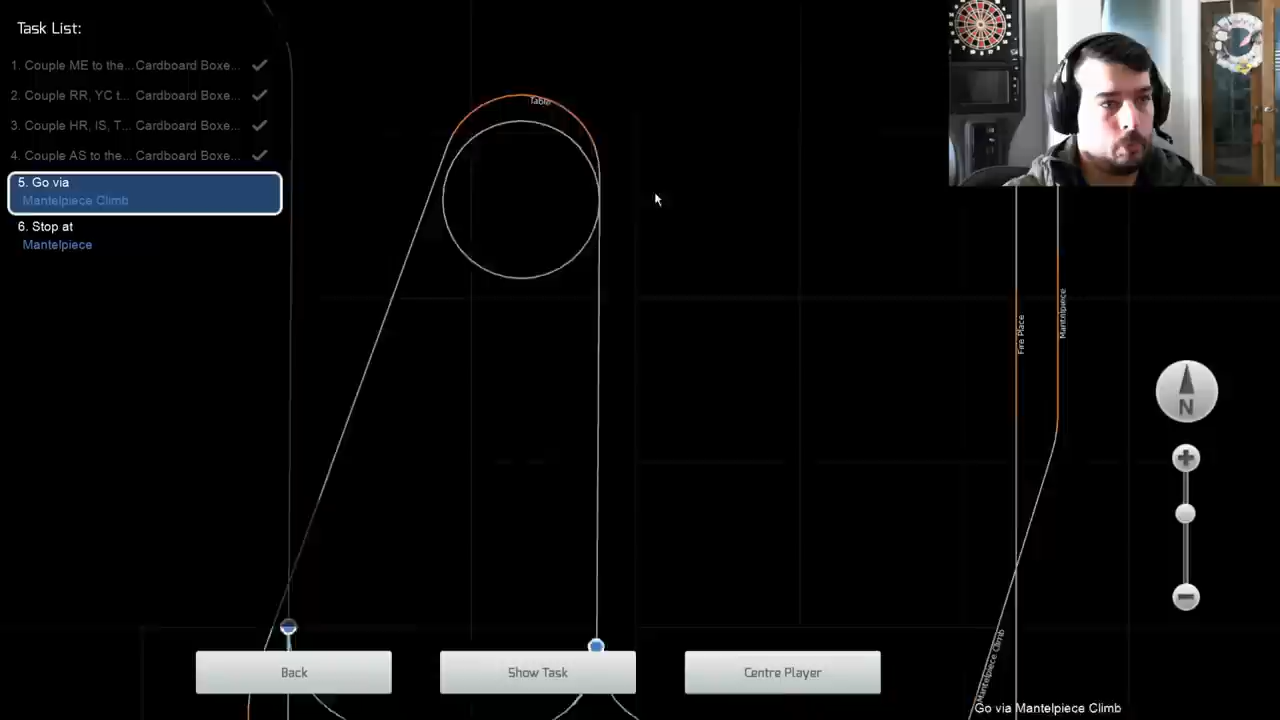 Task List:
1. Couple ME to the... Cardboard Boxe...
2. Couple RR, YC t... Cardboard Boxe...
3. Couple HR, IS, T... Cardboard Boxe...
4. Couple AS to the... Cardboard Boxe...
5. Go via
Mantelpiece Climb
6. Stop at
Mantelpiece
Table
Fire Place
Mantelpiece
Mantelpiece Climb
N
Back
Show Task
Centre Player
Go via Mantelpiece Climb